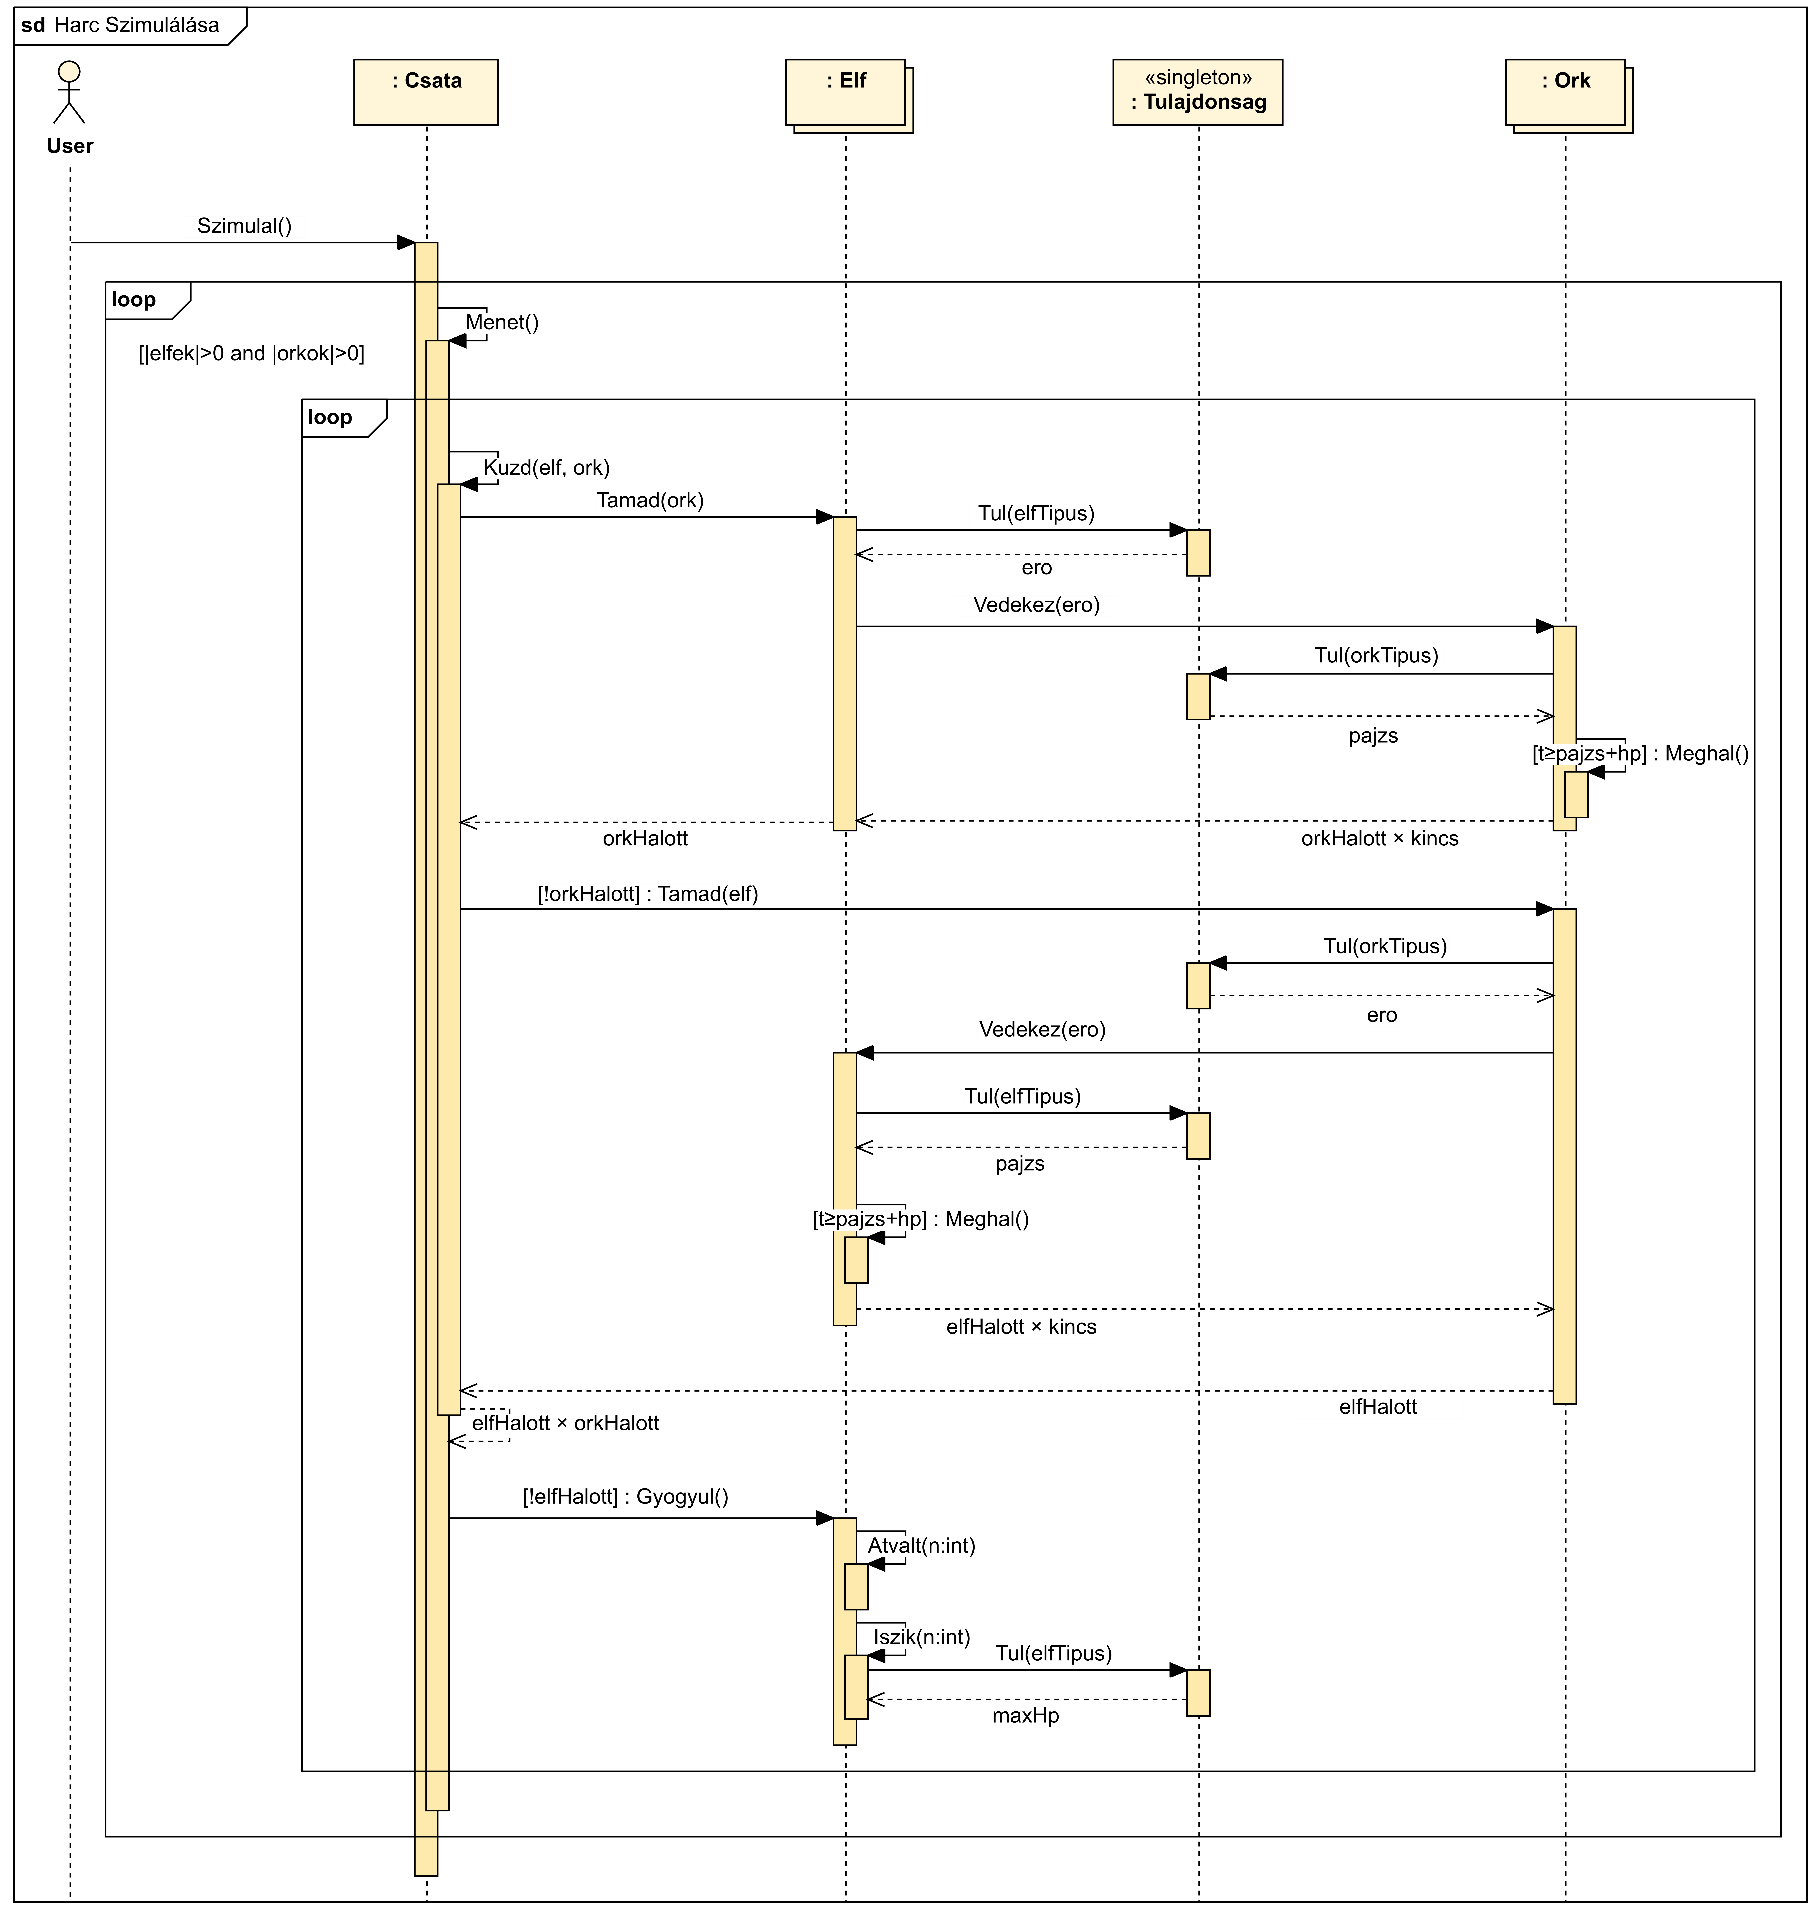 sd Harc Szimulálása
User
: Csata
: Elf
«singleton»
: Tulajdonsag
: Ork
Szimulal()
loop
Menet()
[|elfek|>0 and |orkok|>0]
loop
Kuzd(elf, ork)
Tamad(ork)
Tul(elfTipus)
ero
Vedekez(ero)
Tul(orkTipus)
pajzs
[t≥pajzs+hp] : Meghal()
orkHalott
orkHalott × kincs
[!orkHalott] : Tamad(elf)
Tul(orkTipus)
ero
Vedekez(ero)
Tul(elfTipus)
pajzs
[t≥pajzs+hp] : Meghal()
elfHalott × kincs
elfHalott
elfHalott × orkHalott
[!elfHalott] : Gyogyul()
Atvalt(n:int)
Iszik(n:int)
Tul(elfTipus)
maxHp